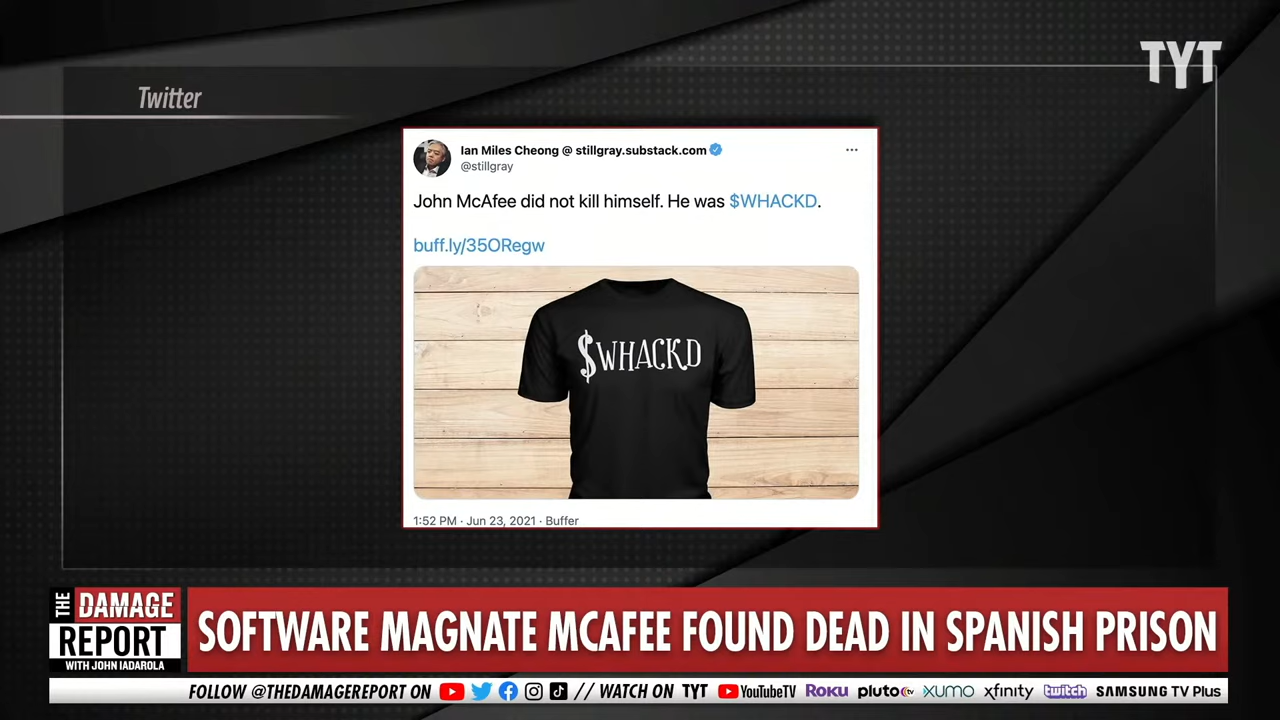 TYT
Twitter
Ian Miles Cheong @ stillgray.substack.com
@stillgray
John McAfee did not kill himself. He was $WHACKD.
buff.ly/35ORegw
$WHACKD
1:52 PM · Jun 23, 2021 · Buffer
THE DAMAGE REPORT
WITH JOHN IADAROLA
SOFTWARE MAGNATE MCAFEE FOUND DEAD IN SPANISH PRISON
FOLLOW @THEDAMAGEREPORT ON // WATCH ON TYT YouTubeTV ROKU pluto tv XUMO xfinity twitch SAMSUNG TV Plus